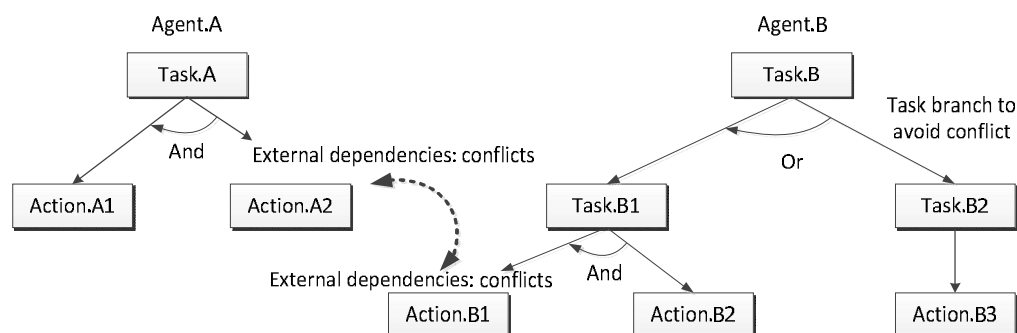 Agent.A
Agent.B
Task.A
Task.B
Task branch to
avoid conflict
And
External dependencies: conflicts
Or
Action.A1
Action.A2
Task.B1
Task.B2
External dependencies: conflicts
And
Action.B1
Action.B2
Action.B3